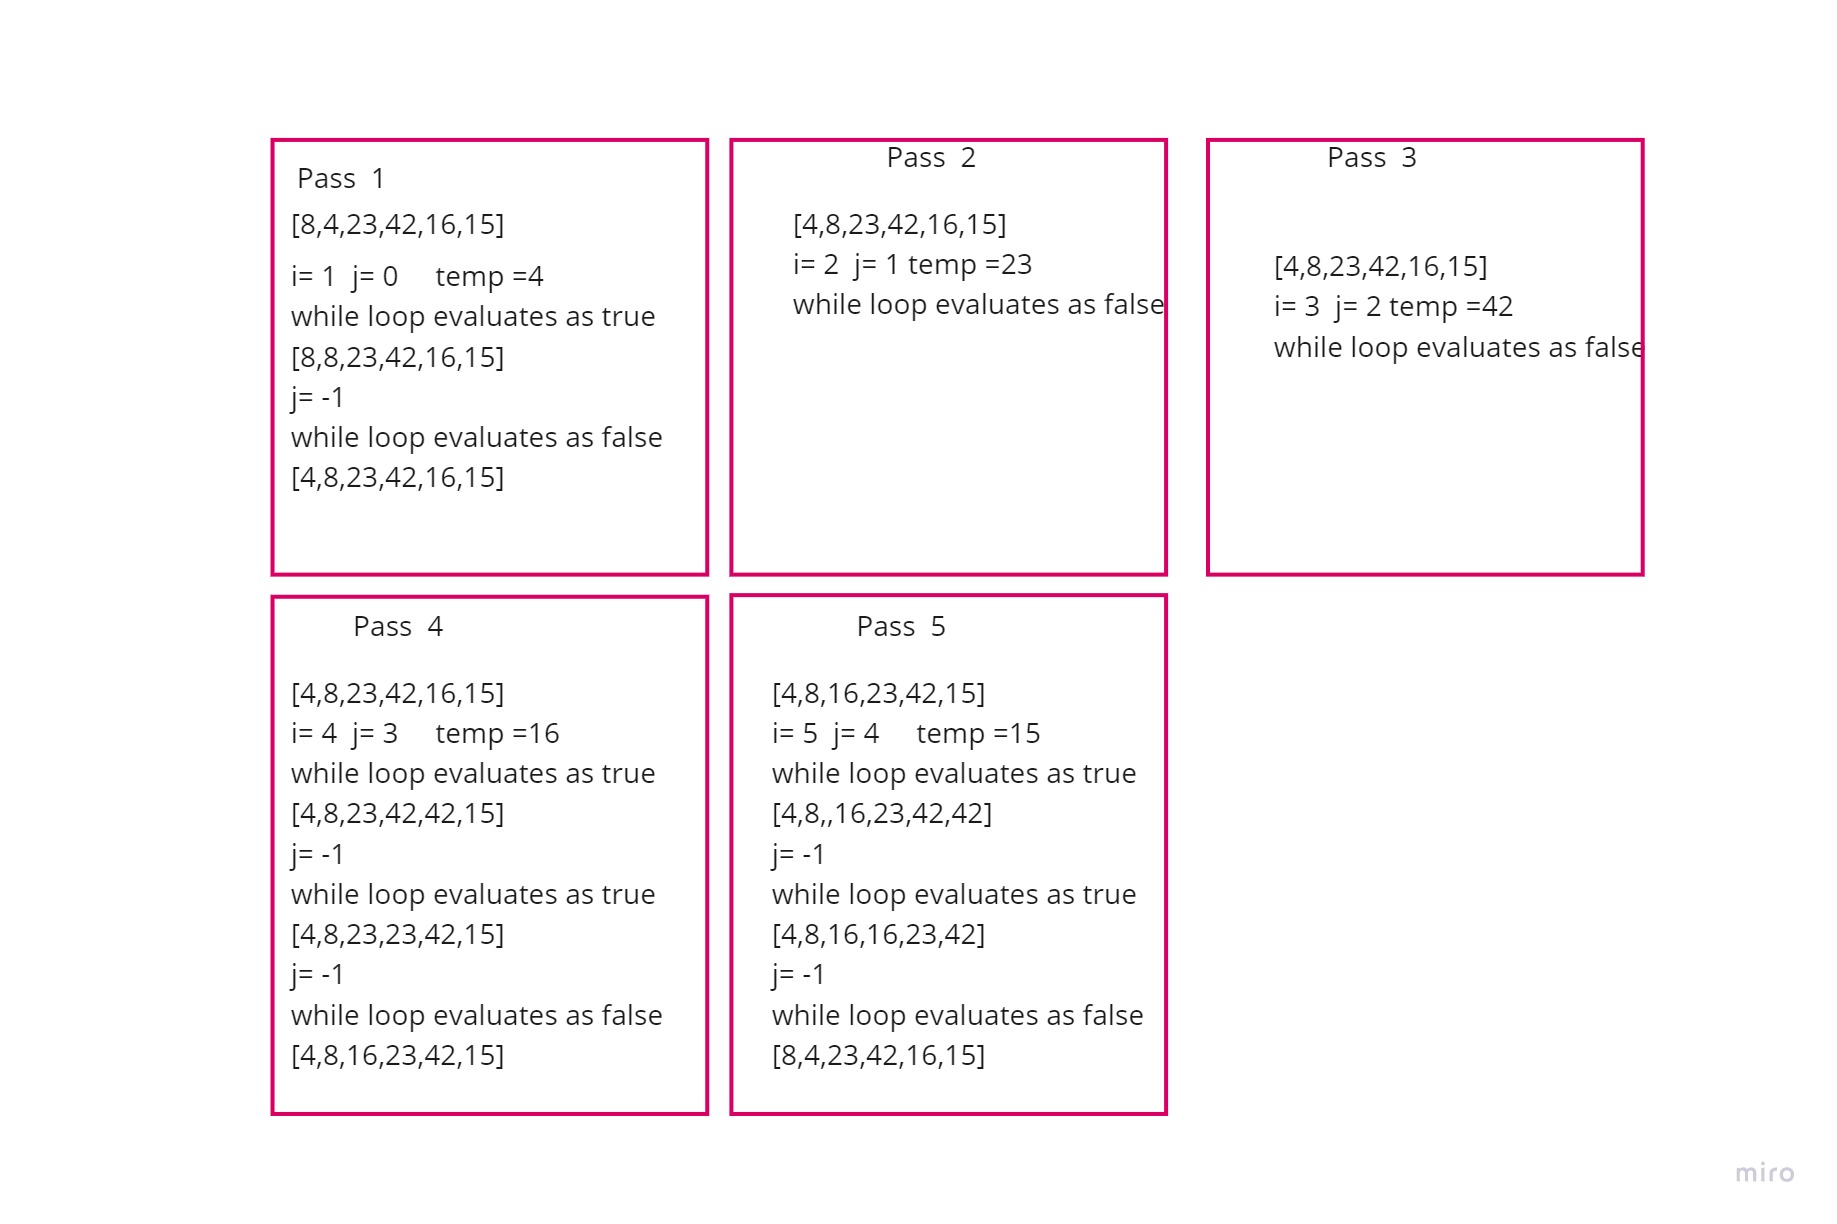 Pass 1
[8,4,23,42,16,15]
i= 1 j= 0 temp =4
while loop evaluates as true
[8,8,23,42,16,15]
j= -1
while loop evaluates as false
[4,8,23,42,16,15]
Pass 2
[4,8,23,42,16,15]
i= 2 j= 1 temp =23
while loop evaluates as false
Pass 3
[4,8,23,42,16,15]
i= 3 j= 2 temp =42
while loop evaluates as false
Pass 4
[4,8,23,42,16,15]
i= 4 j= 3 temp =16
while loop evaluates as true
[4,8,23,42,42,15]
j= -1
while loop evaluates as true
[4,8,23,23,42,15]
j= -1
while loop evaluates as false
[4,8,16,23,42,15]
Pass 5
[4,8,16,23,42,15]
i= 5 j= 4 temp =15
while loop evaluates as true
[4,8,,16,23,42,42]
j= -1
while loop evaluates as true
[4,8,16,16,23,42]
j= -1
while loop evaluates as false
[8,4,23,42,16,15]
miro